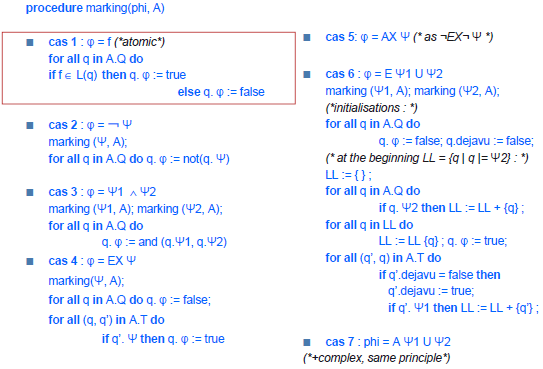 procedure marking(phi, A)
cas 1 : φ = f (*atomic*)
for all q in A.Q do
if f ∈ L(q) then q. φ := true
else q. φ := false
cas 2 : φ = ¬ Ψ
marking (Ψ, A);
for all q in A.Q do q. φ := not(q. Ψ)
cas 3 : φ = Ψ1 ∧ Ψ2
marking (Ψ1, A); marking (Ψ2, A);
for all q in A.Q do
q. φ := and (q.Ψ1, q.Ψ2)
cas 4 : φ = EX Ψ
marking(Ψ, A);
for all q in A.Q do q. φ := false;
for all (q, q') in A.T do
if q'. Ψ then q. φ := true
cas 5: φ = AX Ψ (* as ¬EX¬ Ψ *)
cas 6 : φ = E Ψ1 U Ψ2
marking (Ψ1, A); marking (Ψ2, A);
(*initialisations : *)
for all q in A.Q do
q. φ := false; q.dejavu := false;
(* at the beginning LL = {q | q |= Ψ2} : *)
LL := { } ;
for all q in A.Q do
if q. Ψ2 then LL := LL + {q} ;
for all q in LL do
LL := LL {q} ; q. φ := true;
for all (q', q) in A.T do
if q'.dejavu = false then
q'.dejavu := true;
if q'. Ψ1 then LL := LL + {q'} ;
cas 7 : phi = A Ψ1 U Ψ2
(*+complex, same principle*)